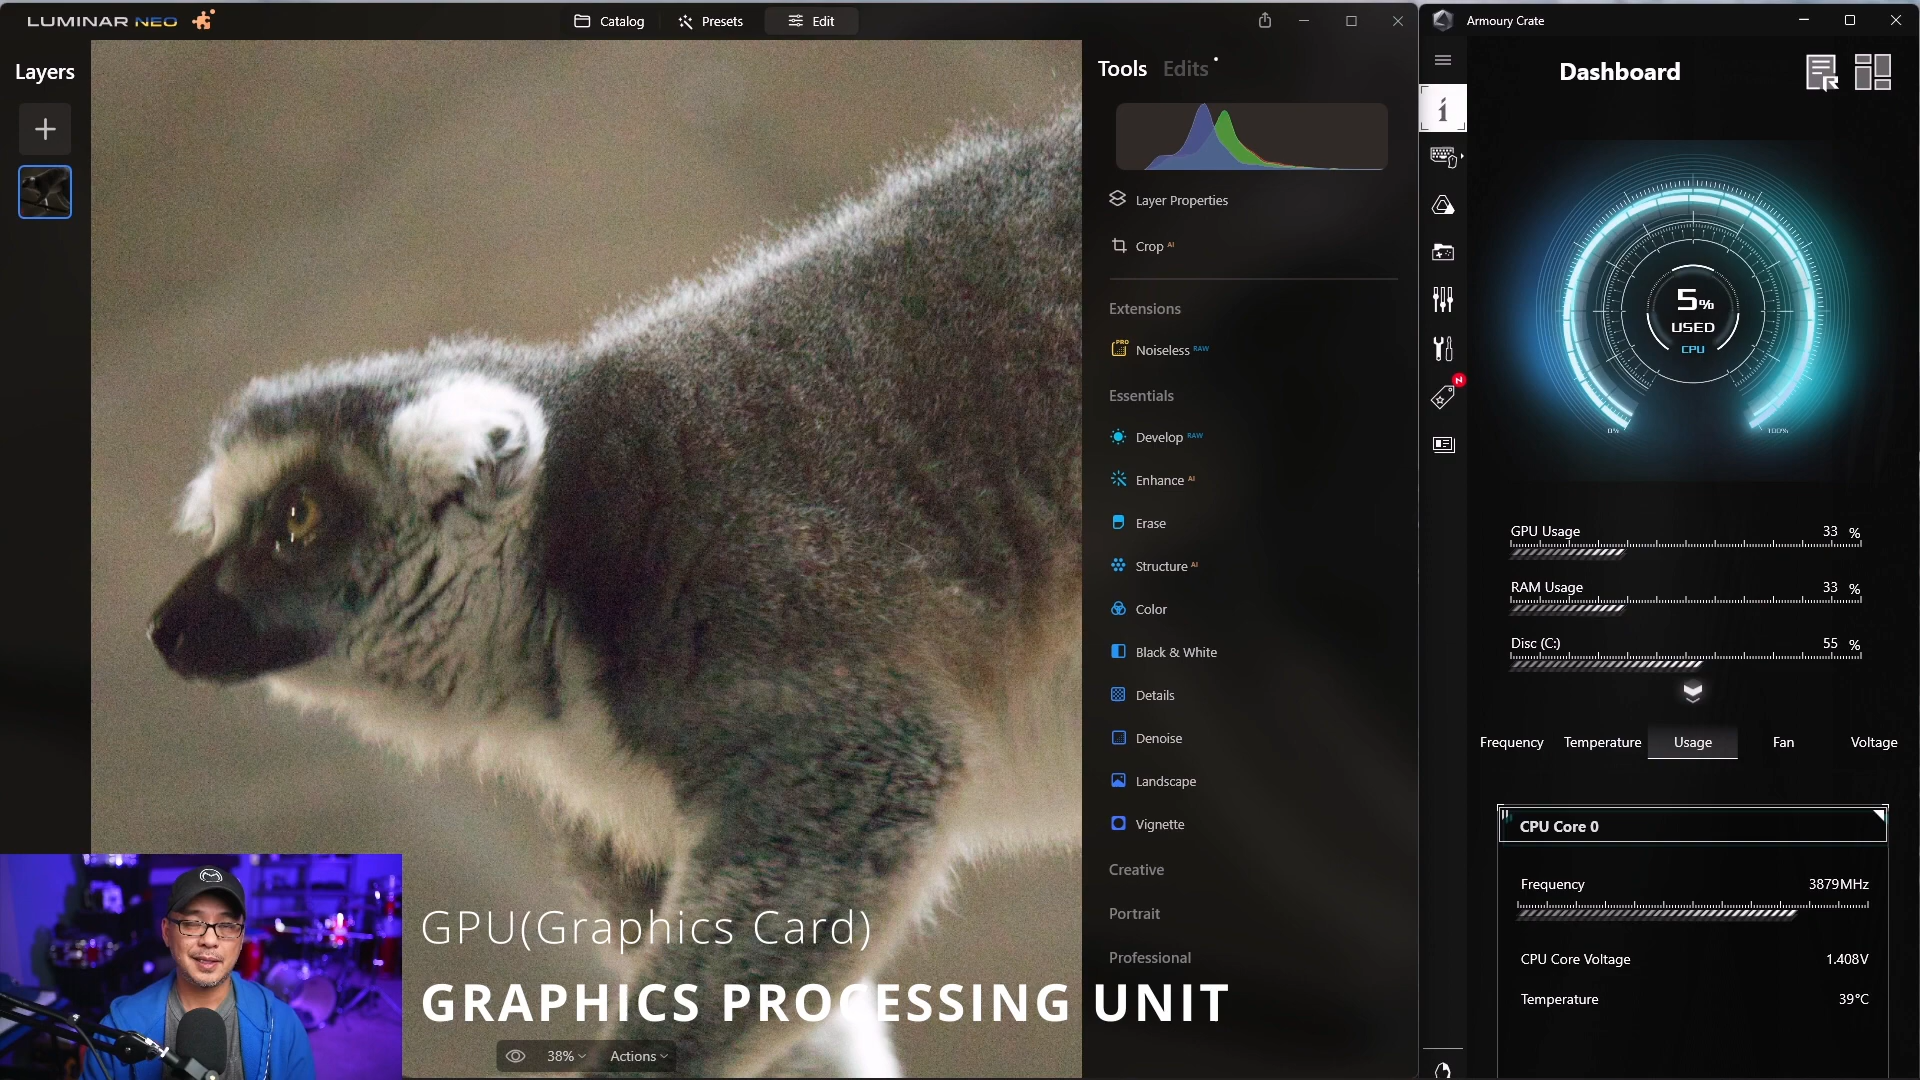 LUMINAR NEO
Catalog
Presets
Edit
Layers
Tools
Edits
Layer Properties
Crop AI
Extensions
PRO
Noiseless RAW
Essentials
Develop RAW
Enhance AI
Erase
Structure AI
Color
Black & White
Details
Denoise
Landscape
Vignette
Creative
Portrait
Professional
GPU(Graphics Card)
GRAPHICS PROCESSING UNIT
38%
Actions
Armoury Crate
Dashboard
N
5%
USED
CPU
0%
100%
GPU Usage 33 %
RAM Usage 33 %
Disc (C:) 55 %
Frequency Temperature Usage Fan Voltage
CPU Core 0
Frequency 3879MHz
CPU Core Voltage 1.408V
Temperature 39°C